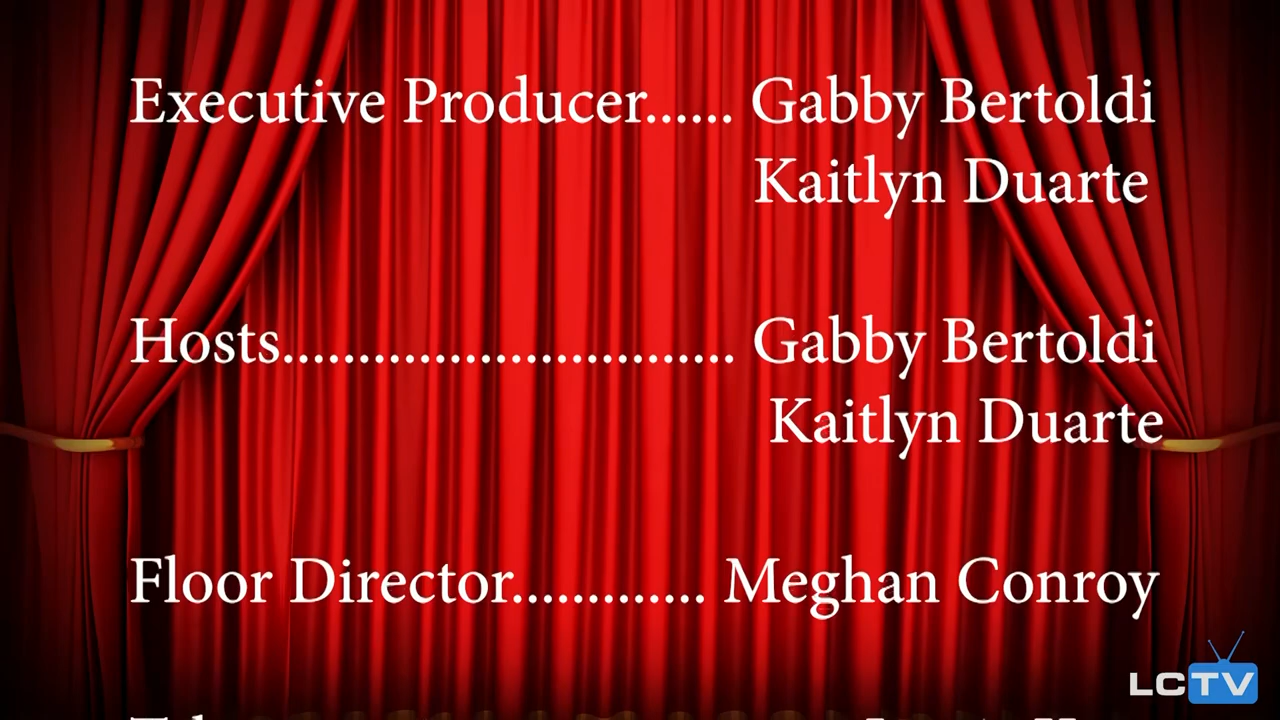 Executive Producer...... Gabby Bertoldi
Kaitlyn Duarte
Hosts.............................. Gabby Bertoldi
Kaitlyn Duarte
Floor Director............. Meghan Conroy
LCTV